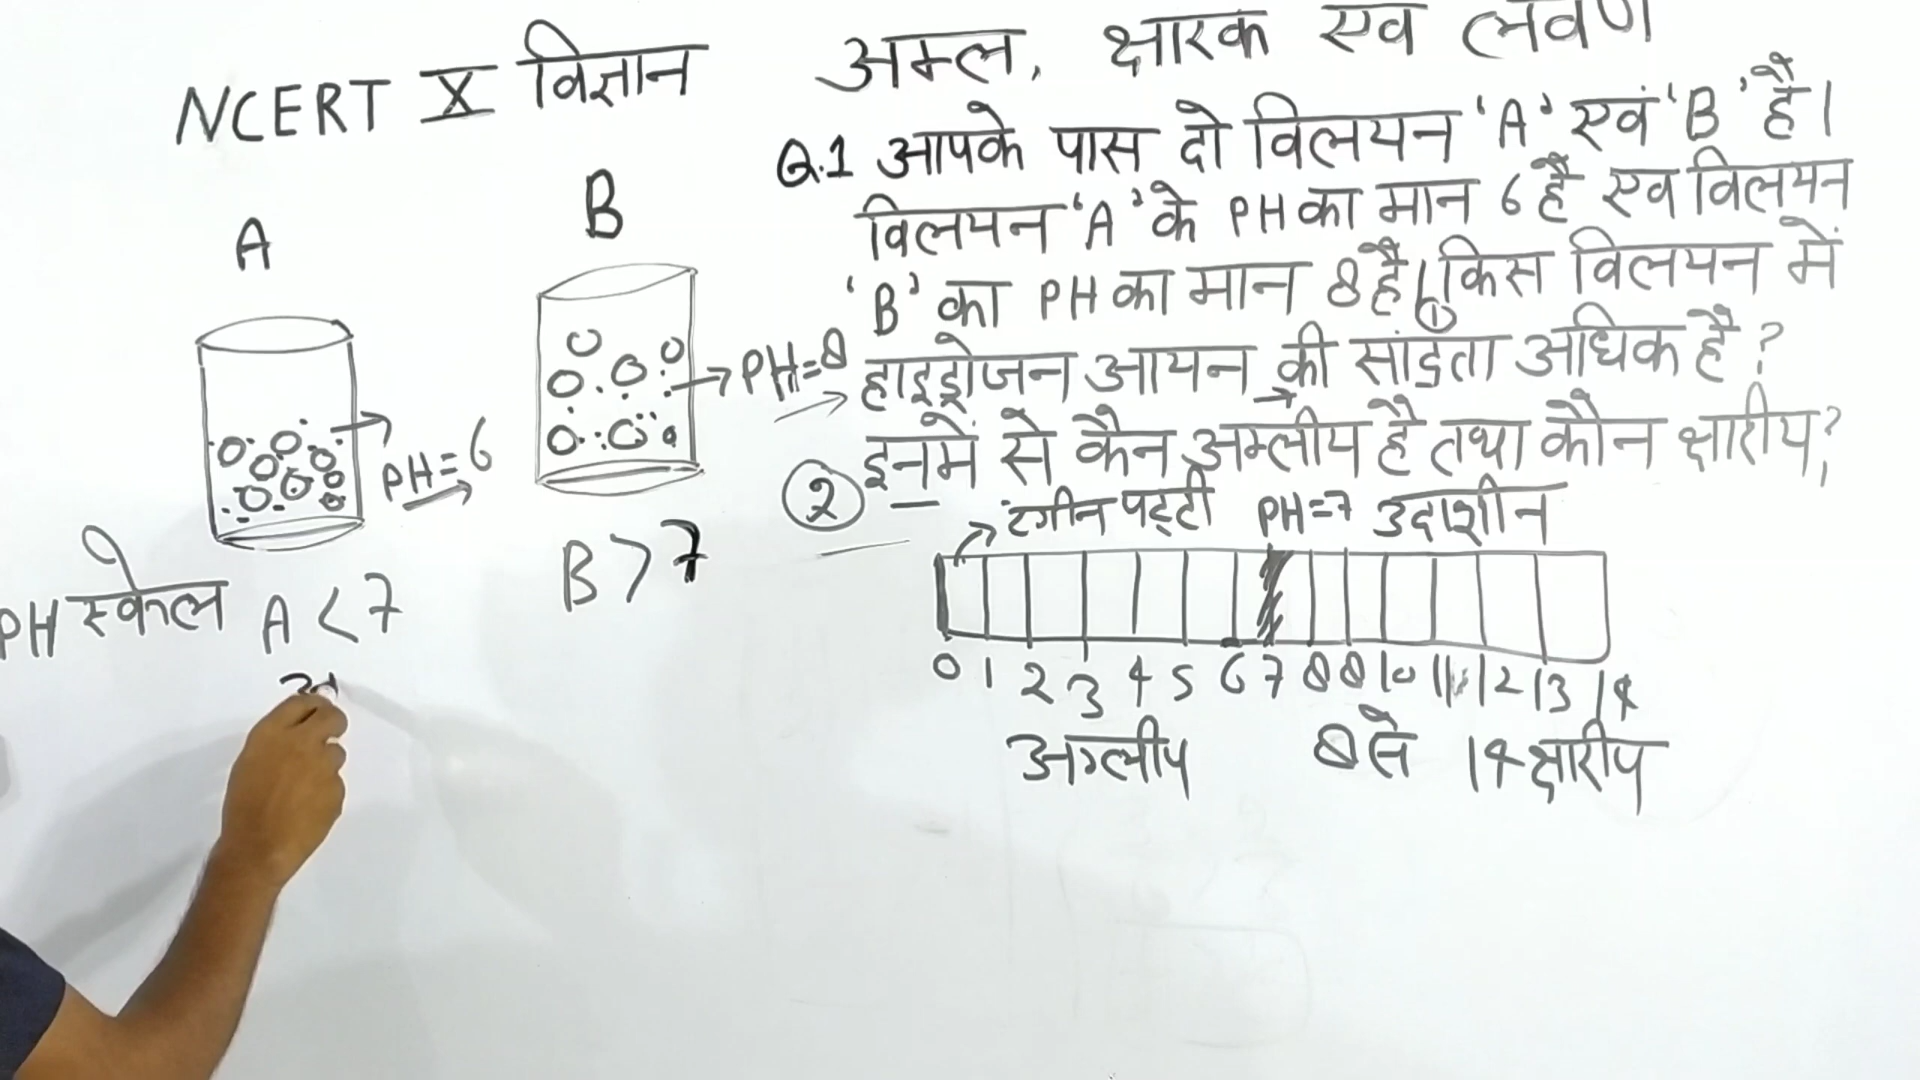 NCERT X विज्ञान
अम्ल, क्षारक एव लवण
Q.1 आपके पास दो विलयन 'A' एवं 'B' है।
विलयन 'A' के PH का मान 6 है एव विलयन
'B' का PH का मान 8 है। ① किस विलयन में
हाइड्रोजन आयन की सांद्रता अधिक है?
② इनमें से कैन अम्लीय है तथा कौन क्षारीय?
A
B
PH=8
PH=6
PH स्केल
A < 7
B > 7
रंगीन पट्टी PH=7 उदाशीन
0 1 2 3 4 5 6 7 8 8 10 11 12 13 14
अम्लीय 8 से 14 क्षारीय